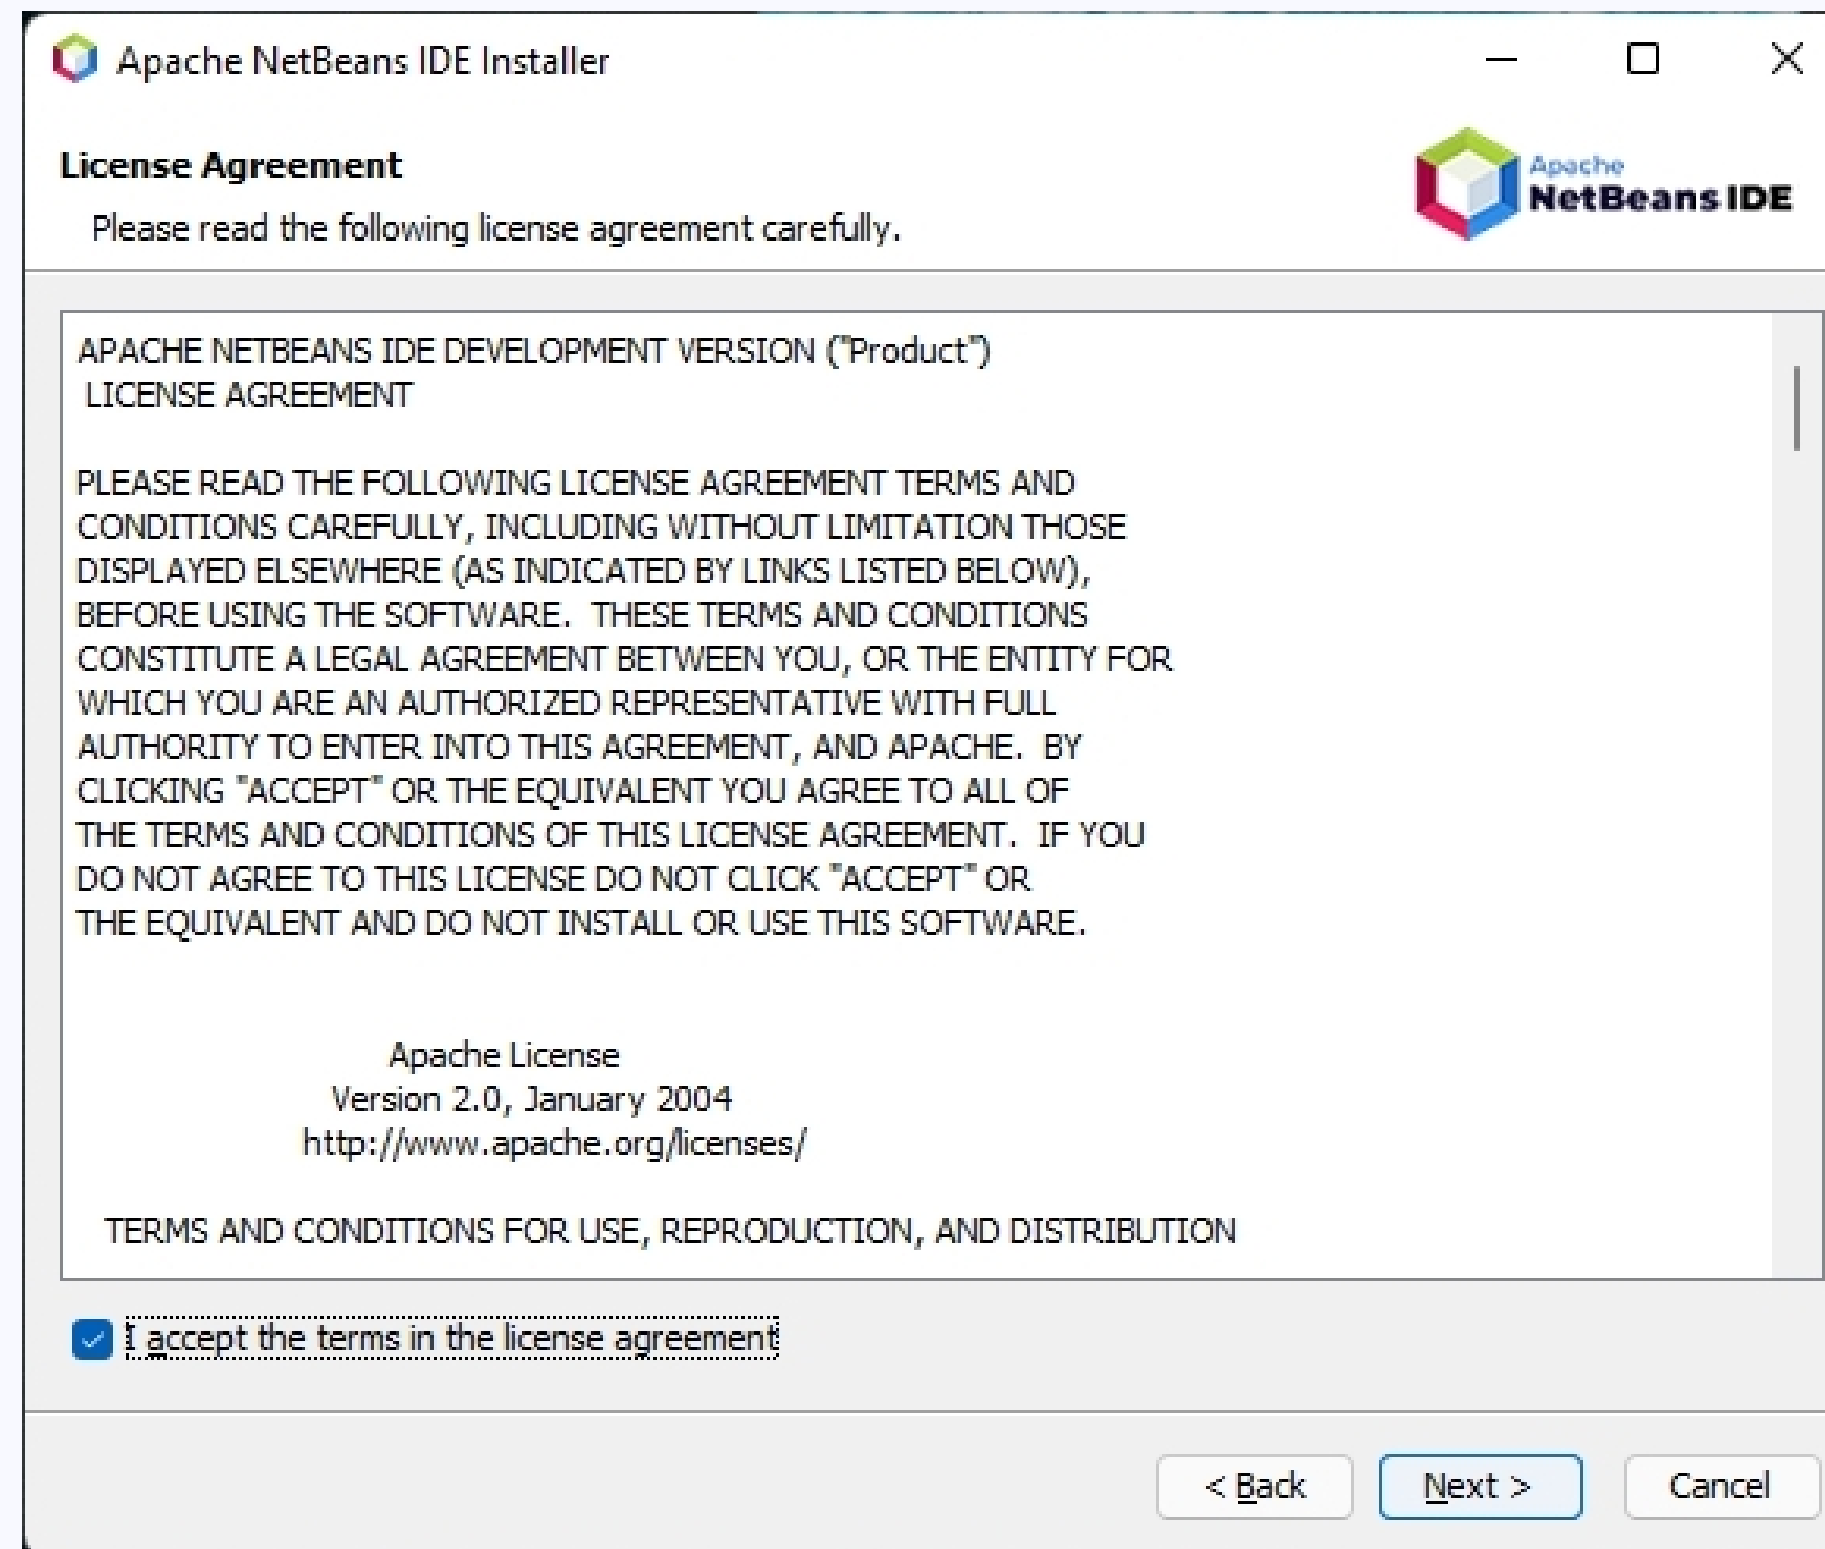 Apache NetBeans IDE Installer
License Agreement
Please read the following license agreement carefully.
Apache
NetBeans IDE
APACHE NETBEANS IDE DEVELOPMENT VERSION ("Product")
LICENSE AGREEMENT
PLEASE READ THE FOLLOWING LICENSE AGREEMENT TERMS AND
CONDITIONS CAREFULLY, INCLUDING WITHOUT LIMITATION THOSE
DISPLAYED ELSEWHERE (AS INDICATED BY LINKS LISTED BELOW),
BEFORE USING THE SOFTWARE.  THESE TERMS AND CONDITIONS
CONSTITUTE A LEGAL AGREEMENT BETWEEN YOU, OR THE ENTITY FOR
WHICH YOU ARE AN AUTHORIZED REPRESENTATIVE WITH FULL
AUTHORITY TO ENTER INTO THIS AGREEMENT, AND APACHE.  BY
CLICKING "ACCEPT" OR THE EQUIVALENT YOU AGREE TO ALL OF
THE TERMS AND CONDITIONS OF THIS LICENSE AGREEMENT.  IF YOU
DO NOT AGREE TO THIS LICENSE DO NOT CLICK "ACCEPT" OR
THE EQUIVALENT AND DO NOT INSTALL OR USE THIS SOFTWARE.
Apache License
Version 2.0, January 2004
http://www.apache.org/licenses/
TERMS AND CONDITIONS FOR USE, REPRODUCTION, AND DISTRIBUTION
I accept the terms in the license agreement
< Back
Next >
Cancel